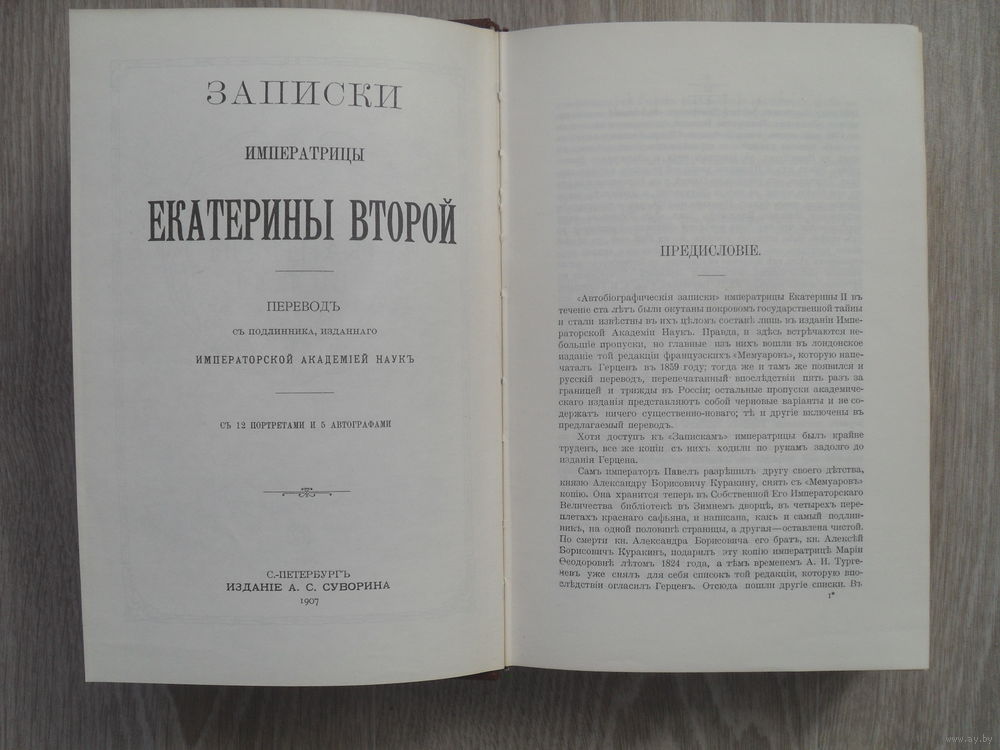 ЗАПИСКИ
ИМПЕРАТРИЦЫ
ЕКАТЕРИНЫ ВТОРОЙ
ПЕРЕВОДЪ
СЪ ПОДЛИННИКА, ИЗДАННАГО
ИМПЕРАТОРСКОЙ АКАДЕМІЕЙ НАУКЪ
СЪ 12 ПОРТРЕТАМИ И 5 АВТОГРАФАМИ
С.-ПЕТЕРБУРГЪ
ИЗДАНІЕ А. С. СУВОРИНА
1907
ПРЕДИСЛОВІЕ.
«Автобіографическія записки» императрицы Екатерины II въ
теченіе ста лѣтъ были окутаны покровомъ государственной тайны
и стали извѣстны въ ихъ цѣломъ составѣ лишь въ изданіи Импе-
раторской Академіи Наукъ. Правда, и здѣсь встрѣчаются не-
большіе пропуски, но главные изъ нихъ вошли въ лондонское
изданіе той редакціи французскихъ «Мемуаровъ», которую напе-
чаталъ Герценъ въ 1859 году; тогда же и тамъ же появился и
русскій переводъ, перепечатанный впослѣдствіи пять разъ за-
границей и трижды въ Россіи; остальные пропуски академиче-
скаго изданія представляютъ собой черновые варіанты и не со-
держатъ ничего существенно-новаго; тѣ и другіе включены въ
предлагаемый переводъ.
Хотя доступъ къ «Запискамъ» императрицы былъ крайне
труденъ, все же копіи съ нихъ ходили по рукамъ задолго до
изданія Герцена.
Самъ императоръ Павелъ разрѣшилъ другу своего дѣтства,
князю Александру Борисовичу Куракину, снять съ «Мемуаровъ»
копію. Она хранится теперь въ Собственной Его Императорскаго
Величества библіотекѣ въ Зимнемъ дворцѣ, въ четырехъ пере-
плетахъ краснаго сафьяна, и написана, какъ и самый подлин-
никъ, на одной половинѣ страницы, а другая—оставлена чистой.
По смерти кн. Александра Борисовича его братъ, кн. Алексѣй
Борисовичъ Куракинъ, подарилъ эту копію императрицѣ Маріи
Ѳеодоровнѣ лѣтомъ 1824 года, а тѣмъ временемъ А. И. Турге-
невъ уже снялъ для себя списокъ той редакціи, которую впо-
слѣдствіи огласилъ Герценъ. Отсюда пошли другіе списки. Въ
1*
www.ay.by